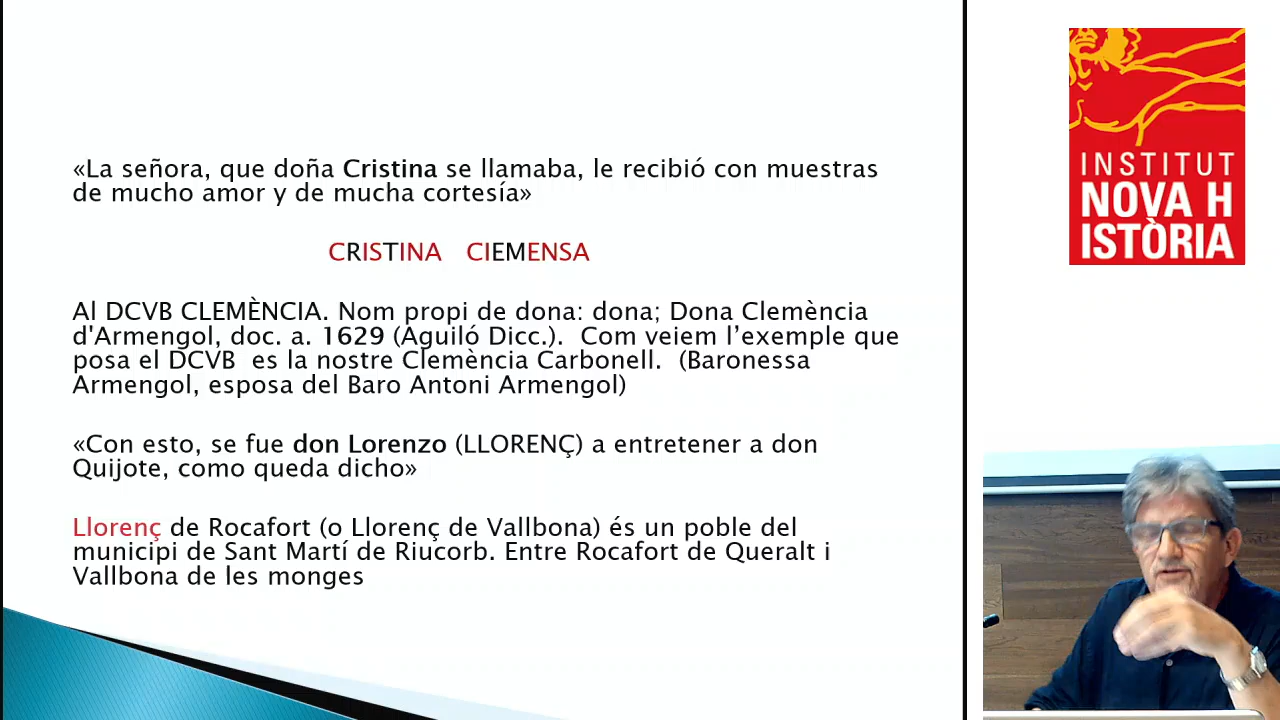 «La señora, que doña Cristina se llamaba, le recibió con muestras
de mucho amor y de mucha cortesía»
CRISTINA CIEMENSA
Al DCVB CLEMÈNCIA. Nom propi de dona: dona; Dona Clemència
d'Armengol, doc. a. 1629 (Aguiló Dicc.). Com veiem l’exemple que
posa el DCVB es la nostre Clemència Carbonell. (Baronessa
Armengol, esposa del Baro Antoni Armengol)
«Con esto, se fue don Lorenzo (LLORENÇ) a entretener a don
Quijote, como queda dicho»
Llorenç de Rocafort (o Llorenç de Vallbona) és un poble del
municipi de Sant Martí de Riucorb. Entre Rocafort de Queralt i
Vallbona de les monges
INSTITUT
NOVA H
ISTÒRIA